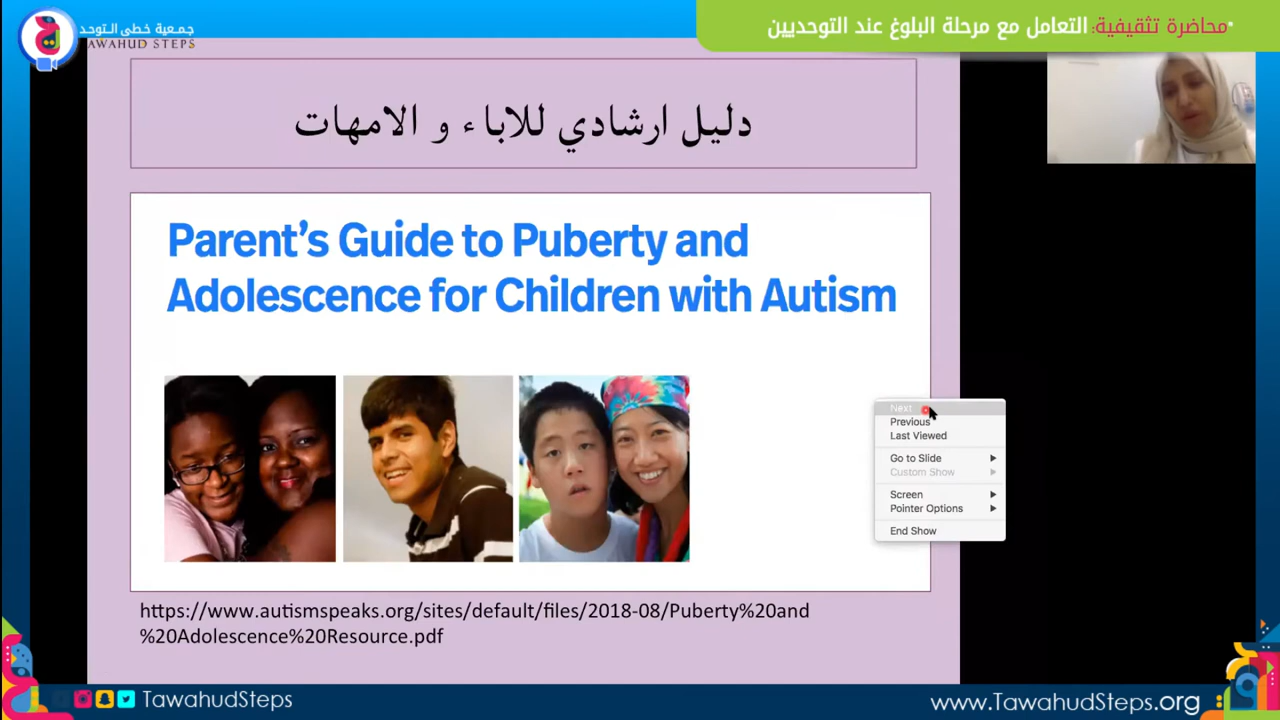 جمعية خطى التوحد
TAWAHUD STEPS
*محاضرة تثقيفية: التعامل مع مرحلة البلوغ عند التوحديين
دليل ارشادي للاباء و الامهات
Parent's Guide to Puberty and
Adolescence for Children with Autism
Next
Previous
Last Viewed
Go to Slide
Custom Show
Screen
Pointer Options
End Show
https://www.autismspeaks.org/sites/default/files/2018-08/Puberty%20and
%20Adolescence%20Resource.pdf
TawahudSteps
www.TawahudSteps.org